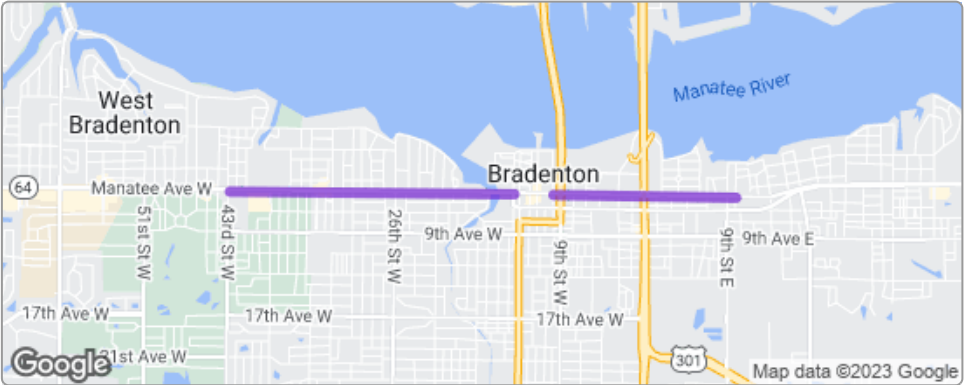 West
Bradenton
Manatee River
Bradenton
64
Manatee Ave W
51st St W
43rd St W
26th St W
9th Ave W
9th St W
9th St E
9th Ave E
17th Ave W
17th Ave W
17th Ave W
21st Ave W
301
Google
Map data ©2023 Google